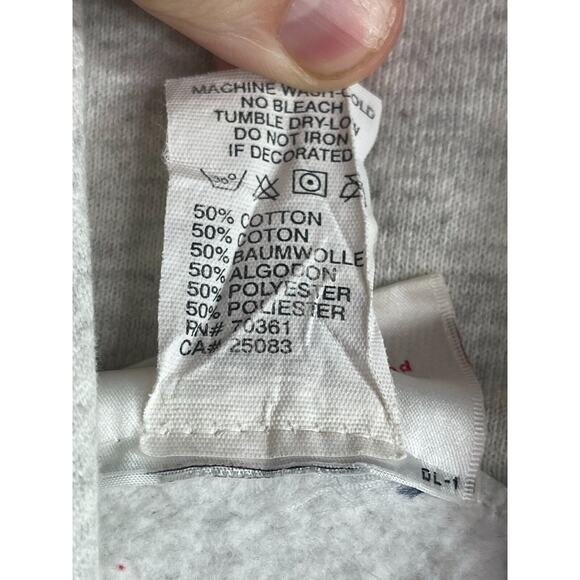 MACHINE WASH-COLD
NO BLEACH
TUMBLE DRY-LOW
DO NOT IRON
IF DECORATED
50% COTTON
50% COTON
50% BAUMWOLLE
50% ALGODON
50% POLYESTER
50% POLIESTER
RN# 70361
CA# 25083
DL-1